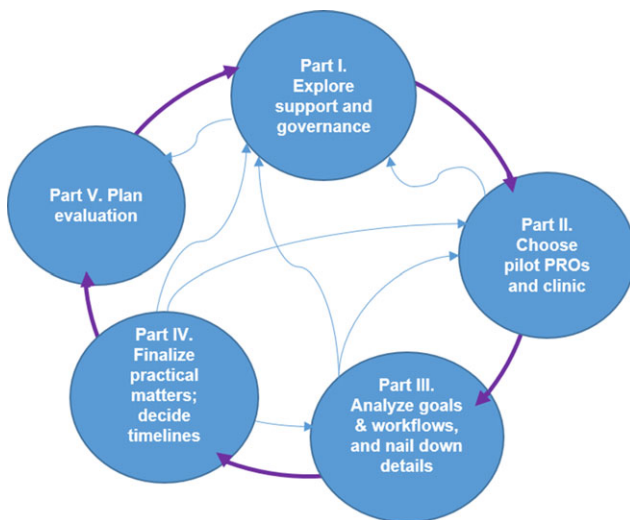 Part I.
Explore
support and
governance
Part II.
Choose
pilot PROs
and clinic
Part III.
Analyze goals
& workflows,
and nail down
details
Part IV.
Finalize
practical
matters;
decide
timelines
Part V. Plan
evaluation